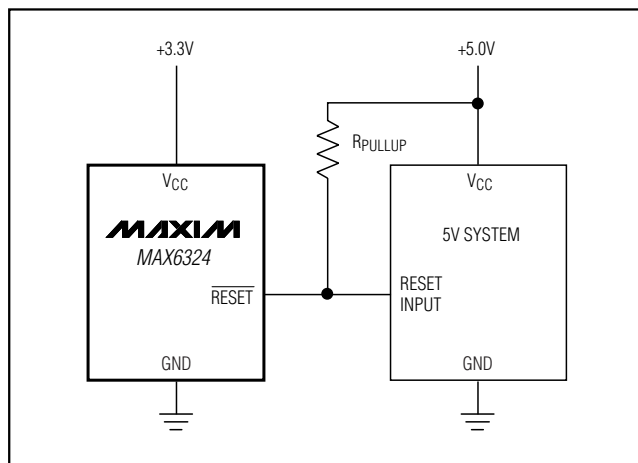 +3.3V
+5.0V
RPULLUP
VCC
VCC
MAXIM
MAX6324
5V SYSTEM
RESET
RESET
INPUT
GND
GND